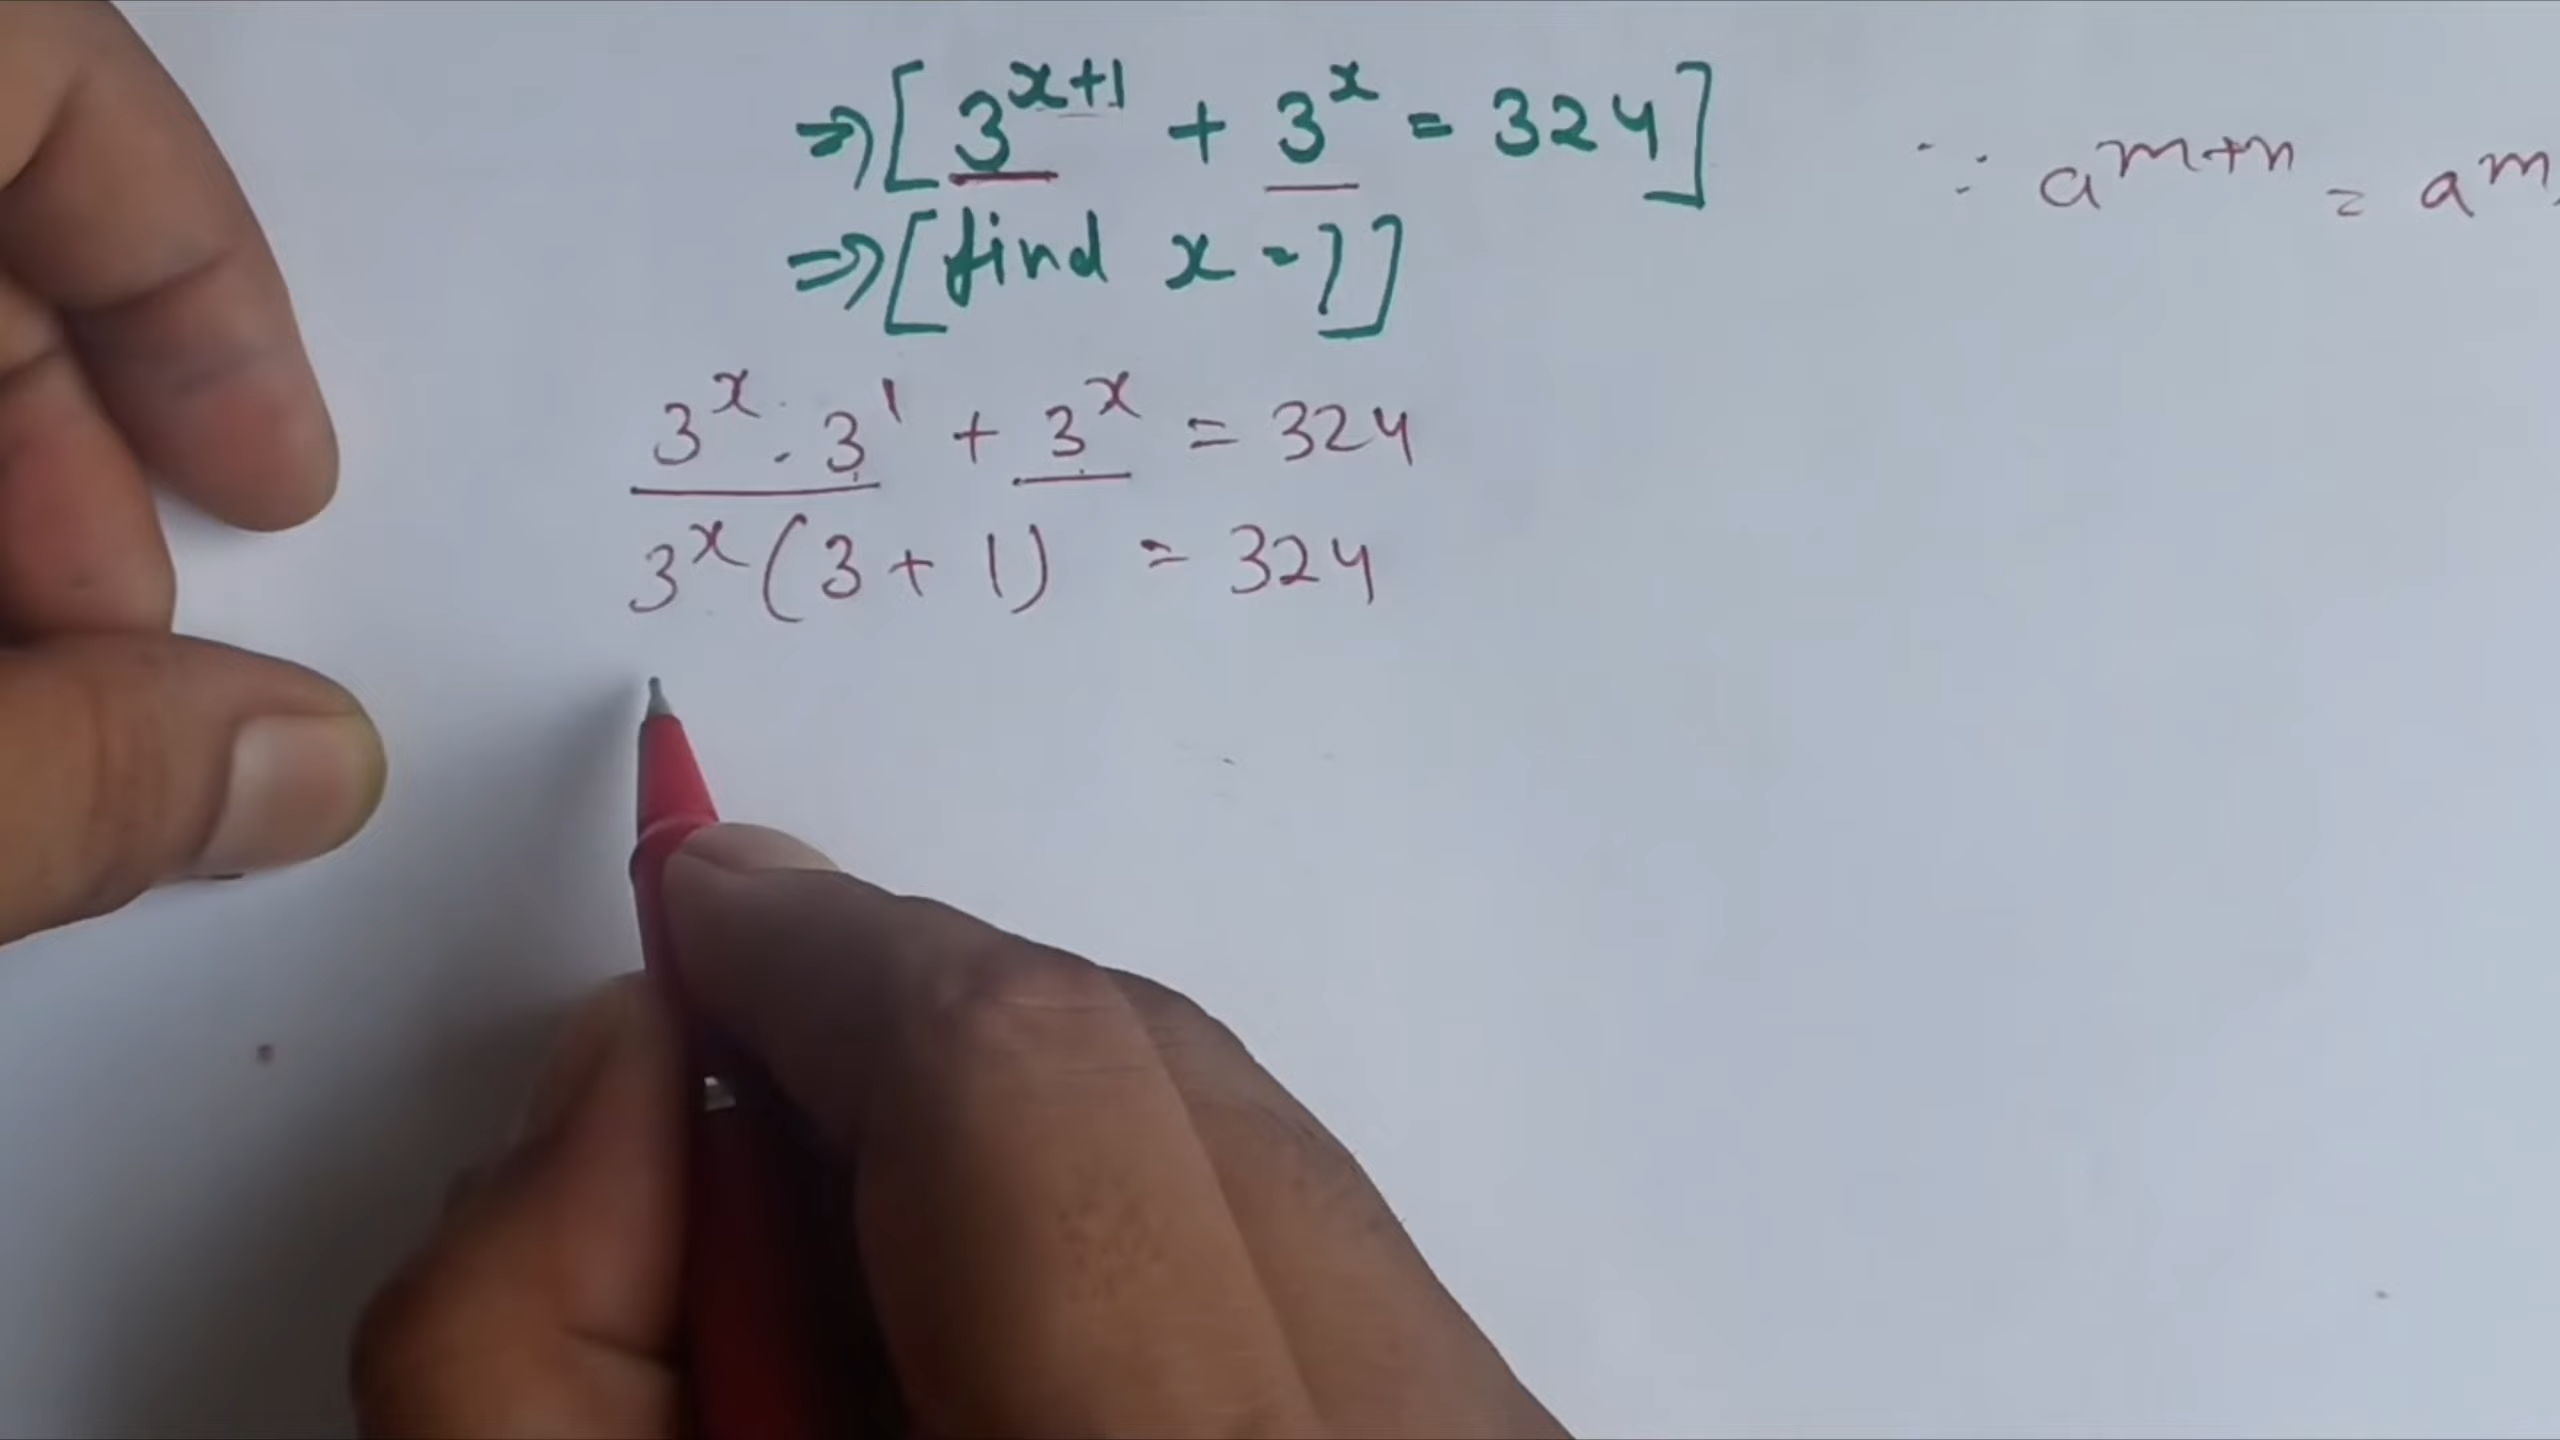 ⇒[3^{x+1} + 3^x = 324]
∵ a^{m+n} = a^m.
⇒[find x = ?]
3^x . 3^1 + 3^x = 324
3^x (3 + 1) = 324